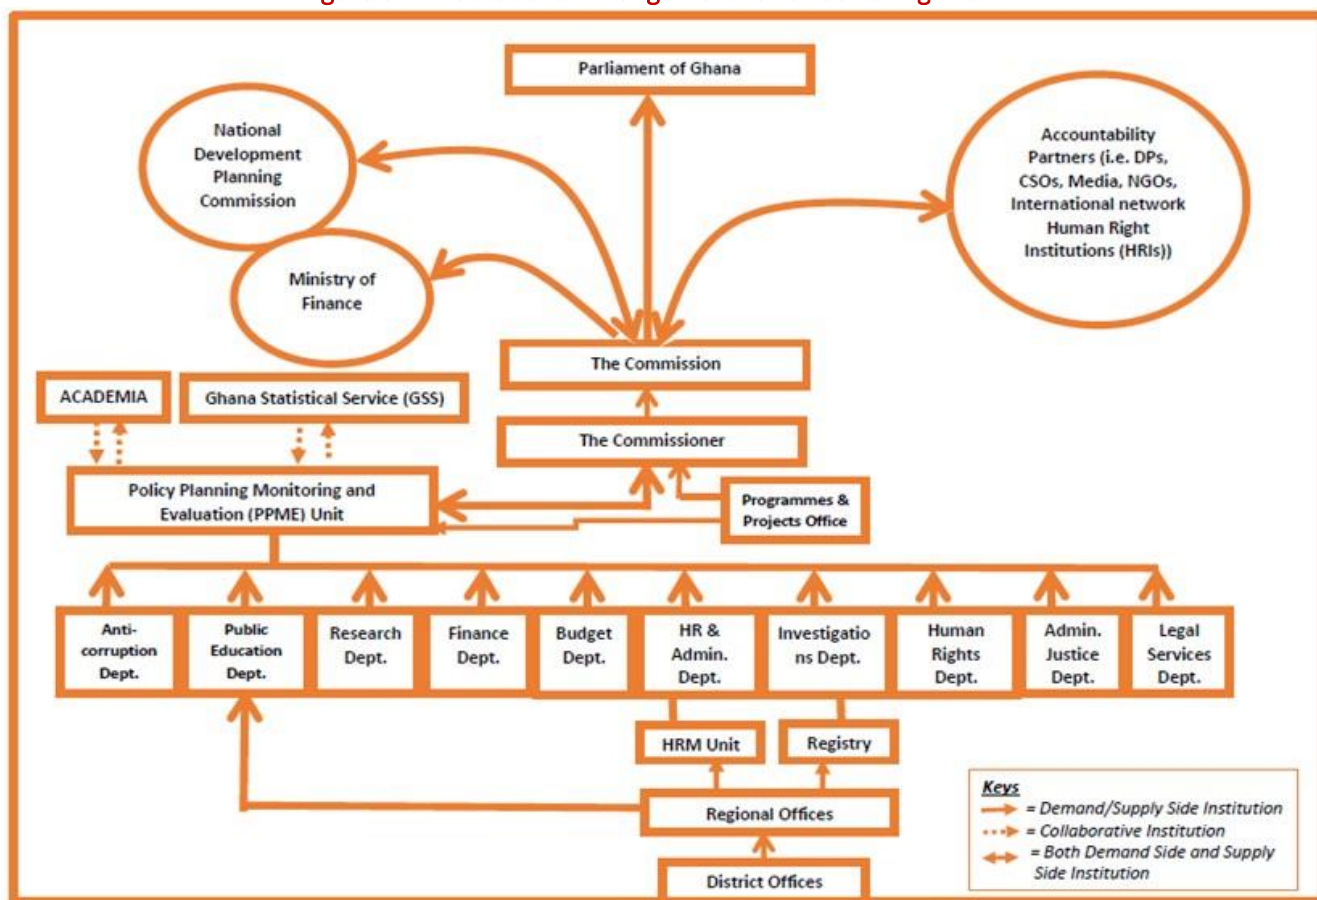 Parliament of Ghana
National
Development
Planning
Commission
Accountability
Partners (i.e. DPs,
CSOs, Media, NGOs,
International network
Human Right
Institutions (HRIs))
Ministry of
Finance
The Commission
ACADEMIA
Ghana Statistical Service (GSS)
The Commissioner
Policy Planning Monitoring and
Evaluation (PPME) Unit
Programmes &
Projects Office
Anti-
corruption
Dept.
Public
Education
Dept.
Research
Dept.
Finance
Dept.
Budget
Dept.
HR &
Admin.
Dept.
Investigatio
ns Dept.
Human
Rights
Dept.
Admin.
Justice
Dept.
Legal
Services
Dept.
HRM Unit
Registry
Regional Offices
District Offices
Keys
= Demand/Supply Side Institution
= Collaborative Institution
= Both Demand Side and Supply
Side Institution